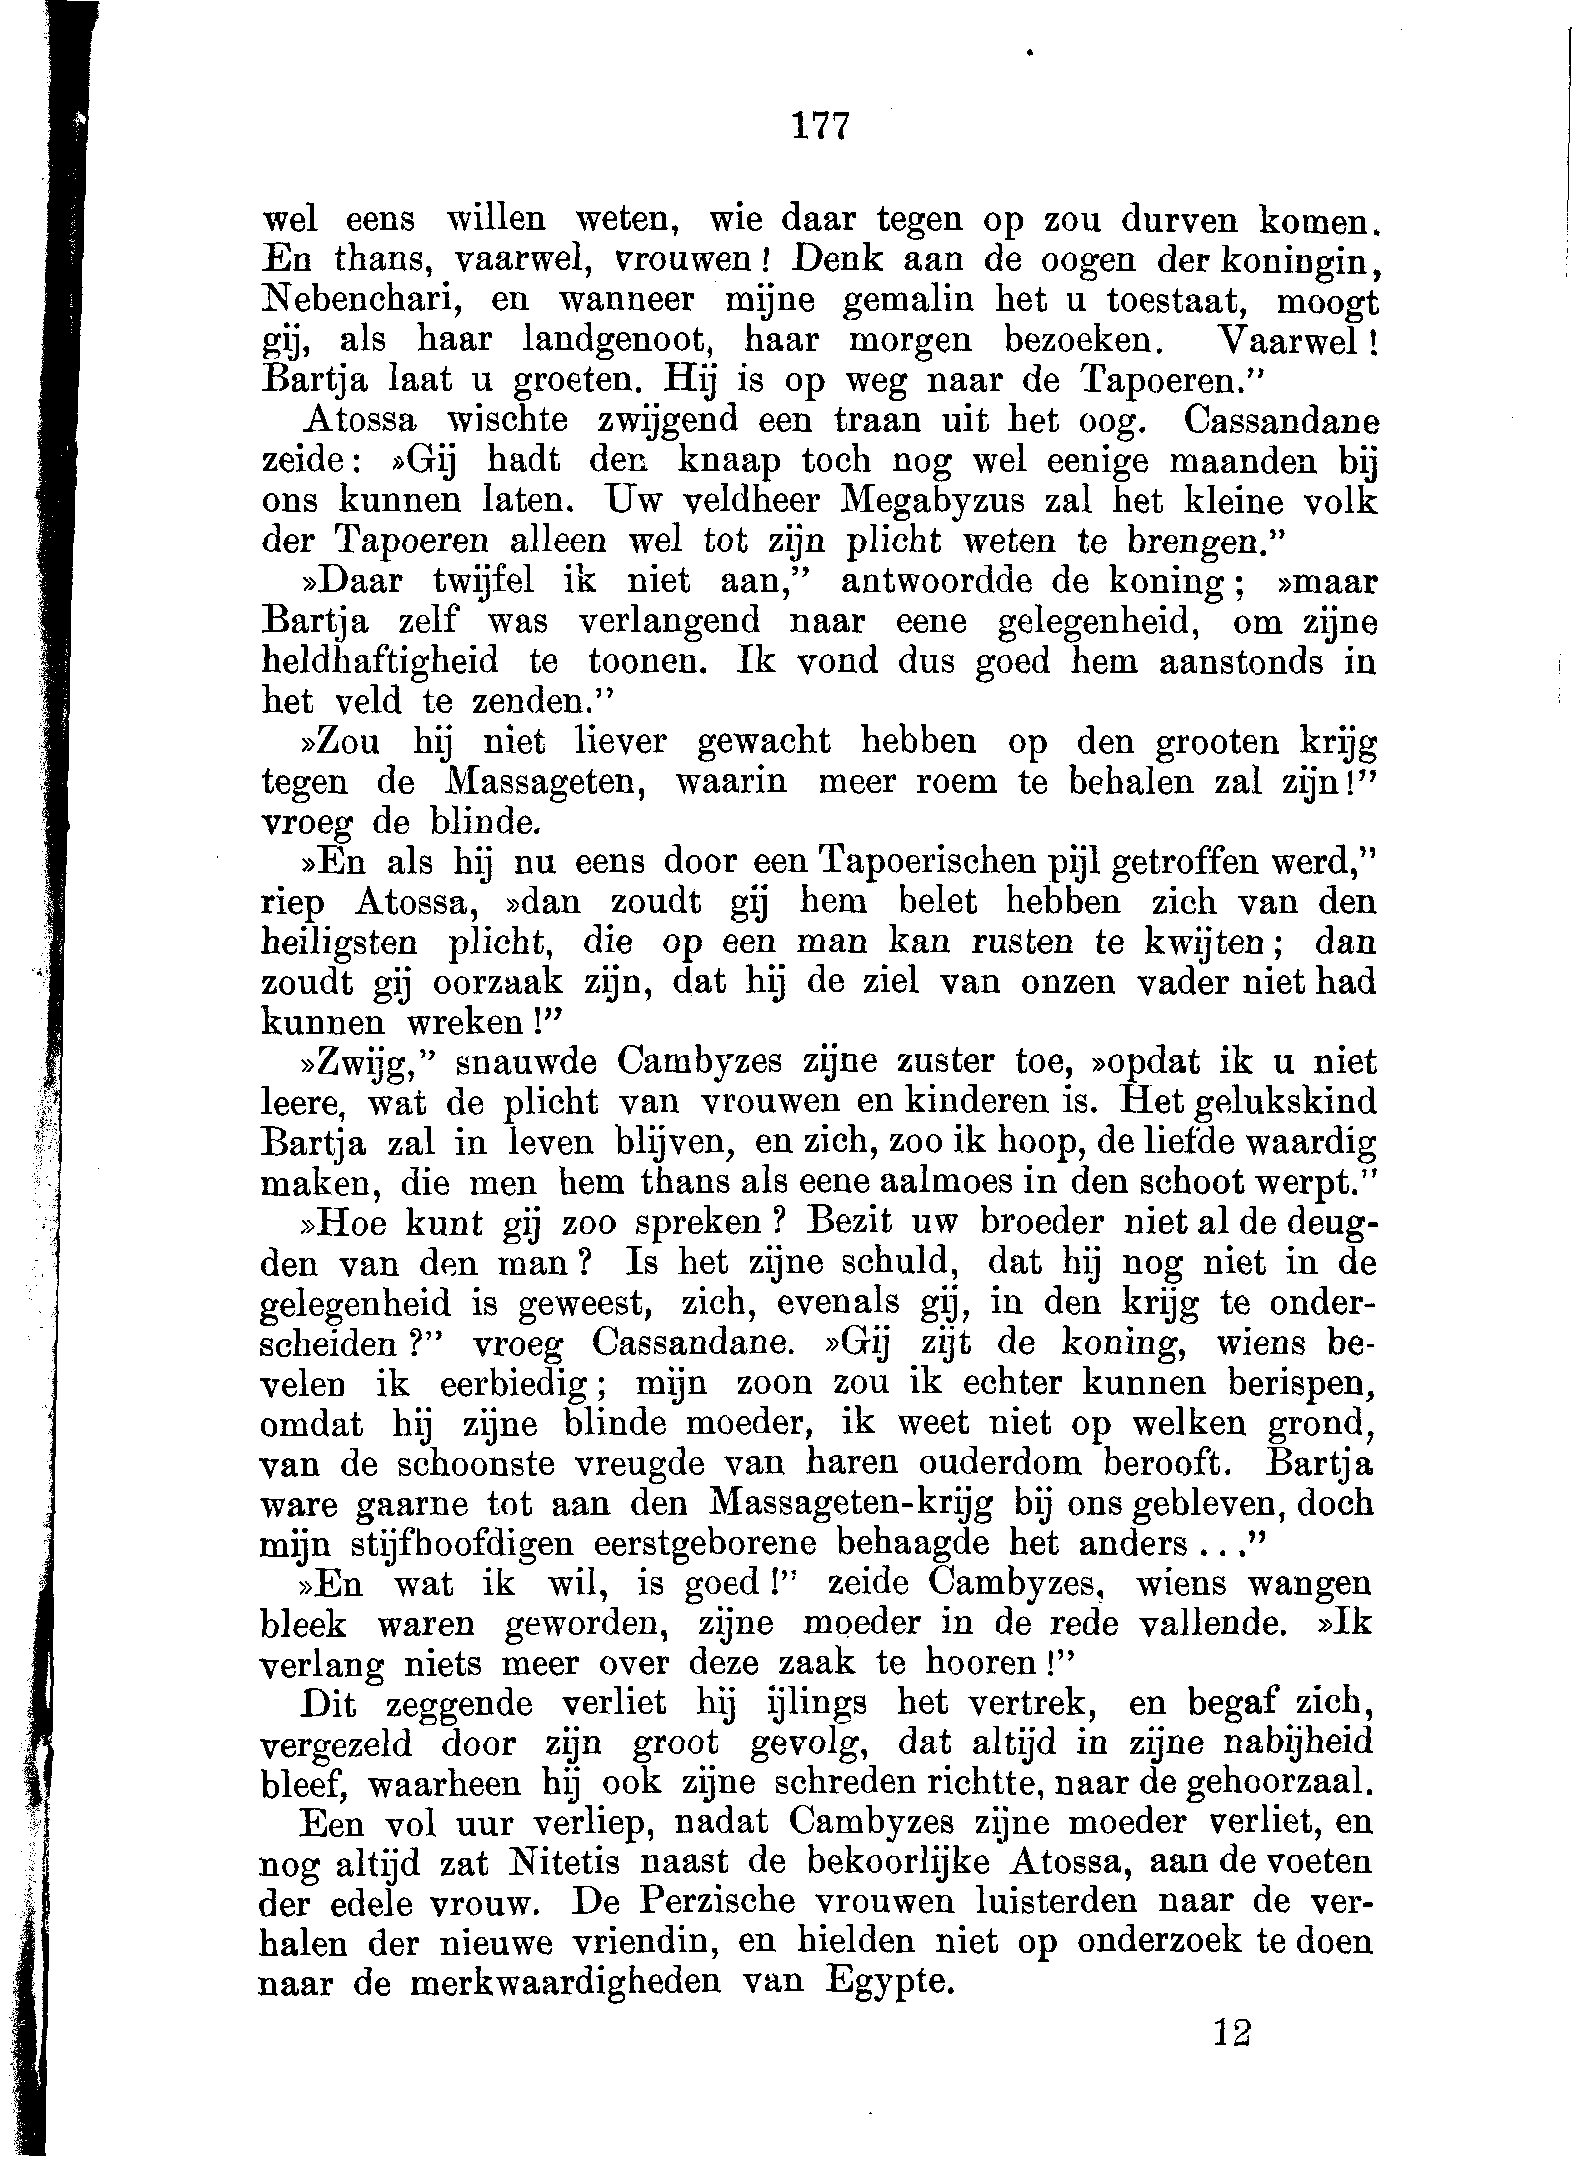 177
wel eens willen weten, wie daar tegen op zou durven komen.
En thans, vaarwel, vrouwen! Denk aan de oogen der koningin,
Nebenchari, en wanneer mijne gemalin het u toestaat, moogt
gij, als haar landgenoot, haar morgen bezoeken. Vaarwel!
Bartja laat u groeten. Hij is op weg naar de Tapoeren.”
Atossa wischte zwijgend een traan uit het oog. Cassandane
zeide: »Gij hadt den knaap toch nog wel eenige maanden bij
ons kunnen laten. Uw veldheer Megabyzus zal het kleine volk
der Tapoeren alleen wel tot zijn plicht weten te brengen.”
»Daar twijfel ik niet aan,” antwoordde de koning; »maar
Bartja zelf was verlangend naar eene gelegenheid, om zijne
heldhaftigheid te toonen. Ik vond dus goed hem aanstonds in
het veld te zenden.”
»Zou hij niet liever gewacht hebben op den grooten krijg
tegen de Massageten, waarin meer roem te behalen zal zijn!”
vroeg de blinde.
»En als hij nu eens door een Tapoerischen pijl getroffen werd,”
riep Atossa, »dan zoudt gij hem belet hebben zich van den
heiligsten plicht, die op een man kan rusten te kwijten; dan
zoudt gij oorzaak zijn, dat hij de ziel van onzen vader niet had
kunnen wreken!”
»Zwijg,” snauwde Cambyzes zijne zuster toe, »opdat ik u niet
leere, wat de plicht van vrouwen en kinderen is. Het gelukskind
Bartja zal in leven blijven, en zich, zoo ik hoop, de liefde waardig
maken, die men hem thans als eene aalmoes in den schoot werpt.”
»Hoe kunt gij zoo spreken? Bezit uw broeder niet al de deug-
den van den man? Is het zijne schuld, dat hij nog niet in de
gelegenheid is geweest, zich, evenals gij, in den krijg te onder-
scheiden?” vroeg Cassandane. »Gij zijt de koning, wiens be-
velen ik eerbiedig; mijn zoon zou ik echter kunnen berispen,
omdat hij zijne blinde moeder, ik weet niet op welken grond,
van de schoonste vreugde van haren ouderdom berooft. Bartja
ware gaarne tot aan den Massageten-krijg bij ons gebleven, doch
mijn stijfhoofdigen eerstgeborene behaagde het anders . . .”
»En wat ik wil, is goed!” zeide Cambyzes, wiens wangen
bleek waren geworden, zijne moeder in de rede vallende. »Ik
verlang niets meer over deze zaak te hooren!”
Dit zeggende verliet hij ijlings het vertrek, en begaf zich,
vergezeld door zijn groot gevolg, dat altijd in zijne nabijheid
bleef, waarheen hij ook zijne schreden richtte, naar de gehoorzaal.
Een vol uur verliep, nadat Cambyzes zijne moeder verliet, en
nog altijd zat Nitetis naast de bekoorlijke Atossa, aan de voeten
der edele vrouw. De Perzische vrouwen luisterden naar de ver-
halen der nieuwe vriendin, en hielden niet op onderzoek te doen
naar de merkwaardigheden van Egypte.
12